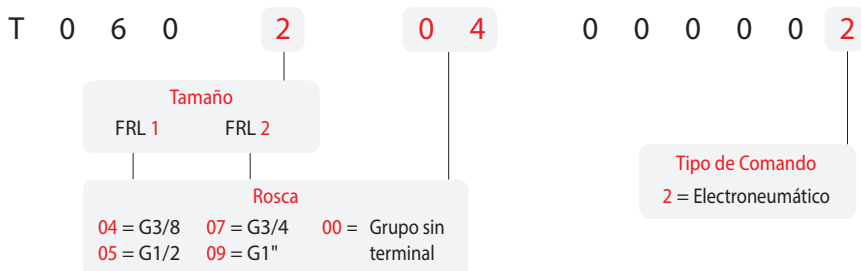 T 0 6 0 2 0 4 0 0 0 0 0 2
Tamaño
FRL 1 FRL 2
Rosca
04 = G3/8 07 = G3/4 00 = Grupo sin
05 = G1/2 09 = G1" terminal
Tipo de Comando
2 = Electroneumático